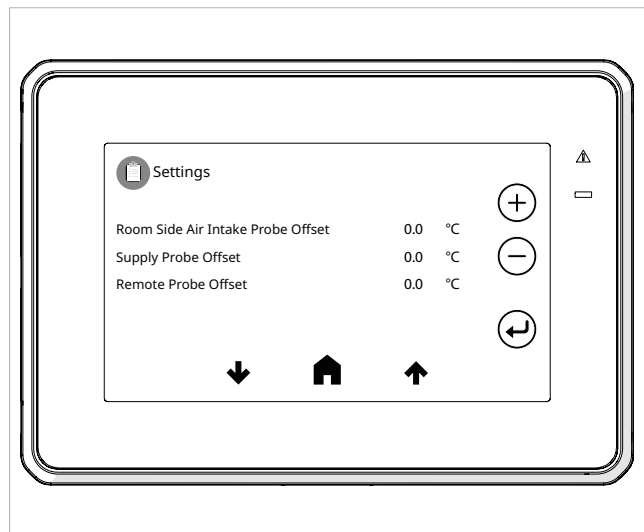 Settings
Room Side Air Intake Probe Offset 0.0 °C
Supply Probe Offset 0.0 °C
Remote Probe Offset 0.0 °C